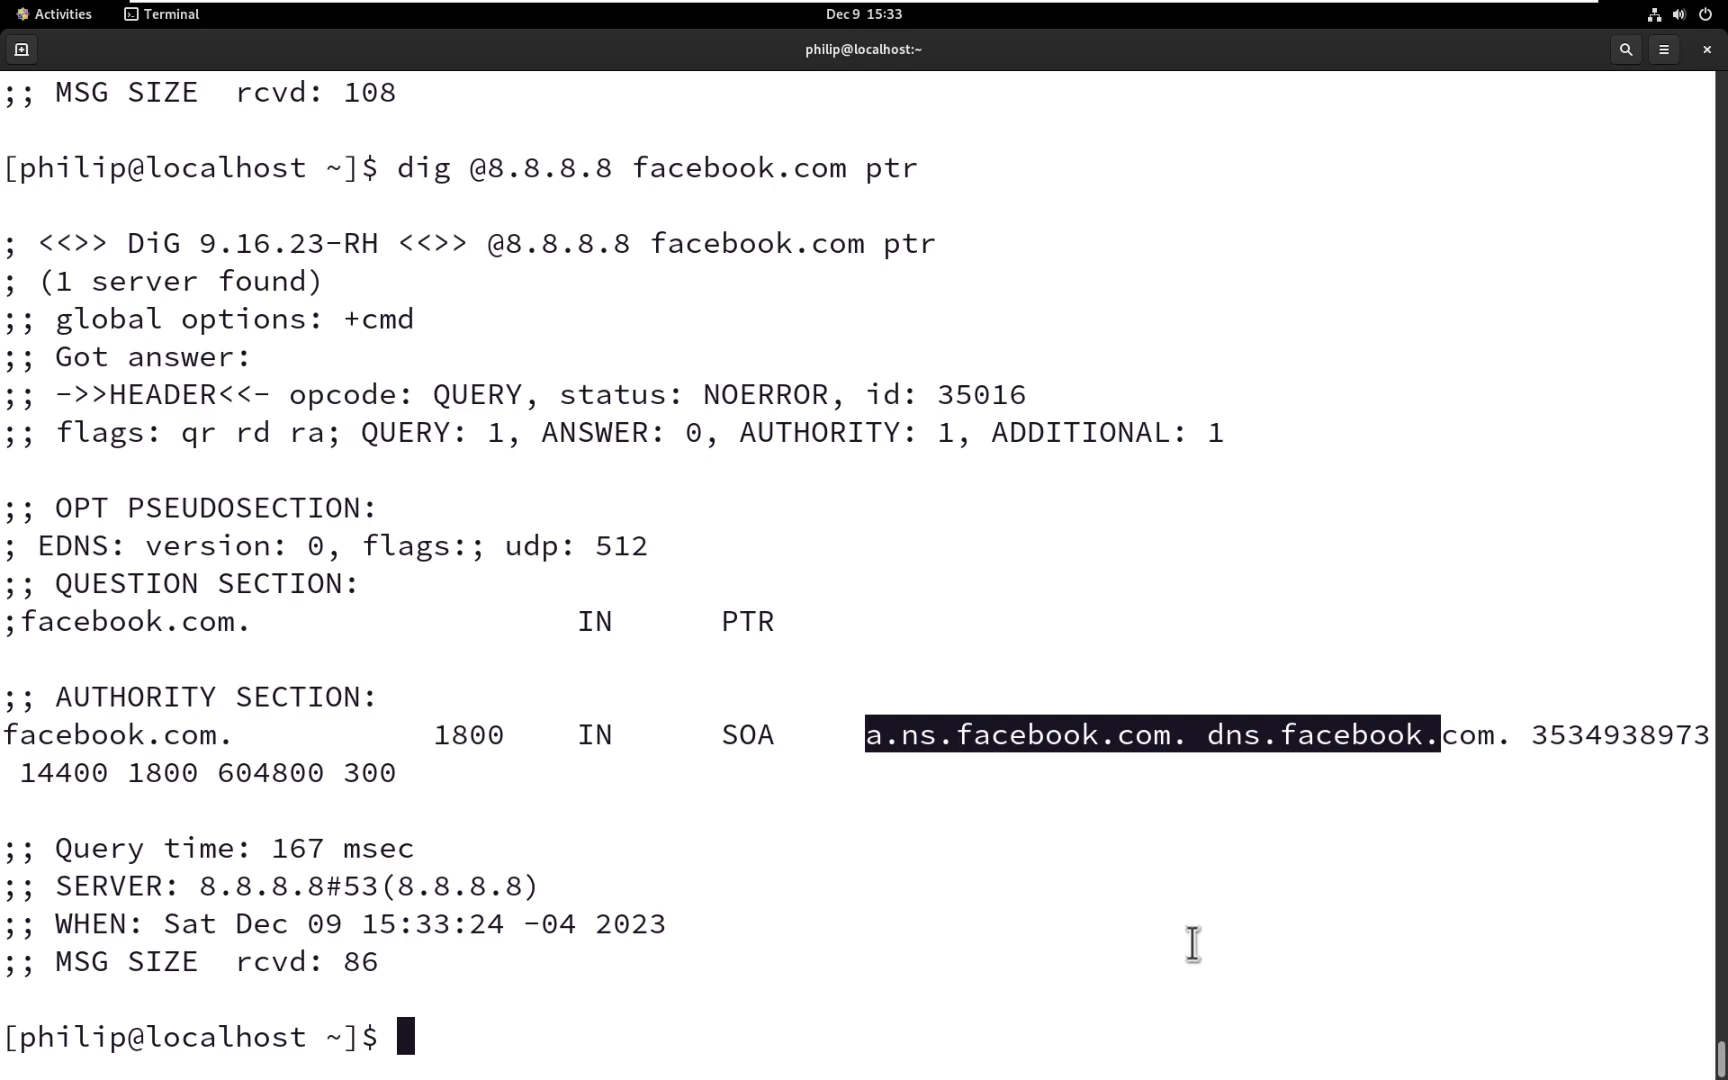 Activities Terminal Dec 9 15:33
philip@localhost:~
;; MSG SIZE  rcvd: 108
[philip@localhost ~]$ dig @8.8.8.8 facebook.com ptr
; <<>> DiG 9.16.23-RH <<>> @8.8.8.8 facebook.com ptr
; (1 server found)
;; global options: +cmd
;; Got answer:
;; ->>HEADER<<- opcode: QUERY, status: NOERROR, id: 35016
;; flags: qr rd ra; QUERY: 1, ANSWER: 0, AUTHORITY: 1, ADDITIONAL: 1
;; OPT PSEUDOSECTION:
; EDNS: version: 0, flags:; udp: 512
;; QUESTION SECTION:
;facebook.com. IN PTR
;; AUTHORITY SECTION:
facebook.com. 1800 IN SOA a.ns.facebook.com. dns.facebook.com. 3534938973
14400 1800 604800 300
;; Query time: 167 msec
;; SERVER: 8.8.8.8#53(8.8.8.8)
;; WHEN: Sat Dec 09 15:33:24 -04 2023
;; MSG SIZE  rcvd: 86
[philip@localhost ~]$